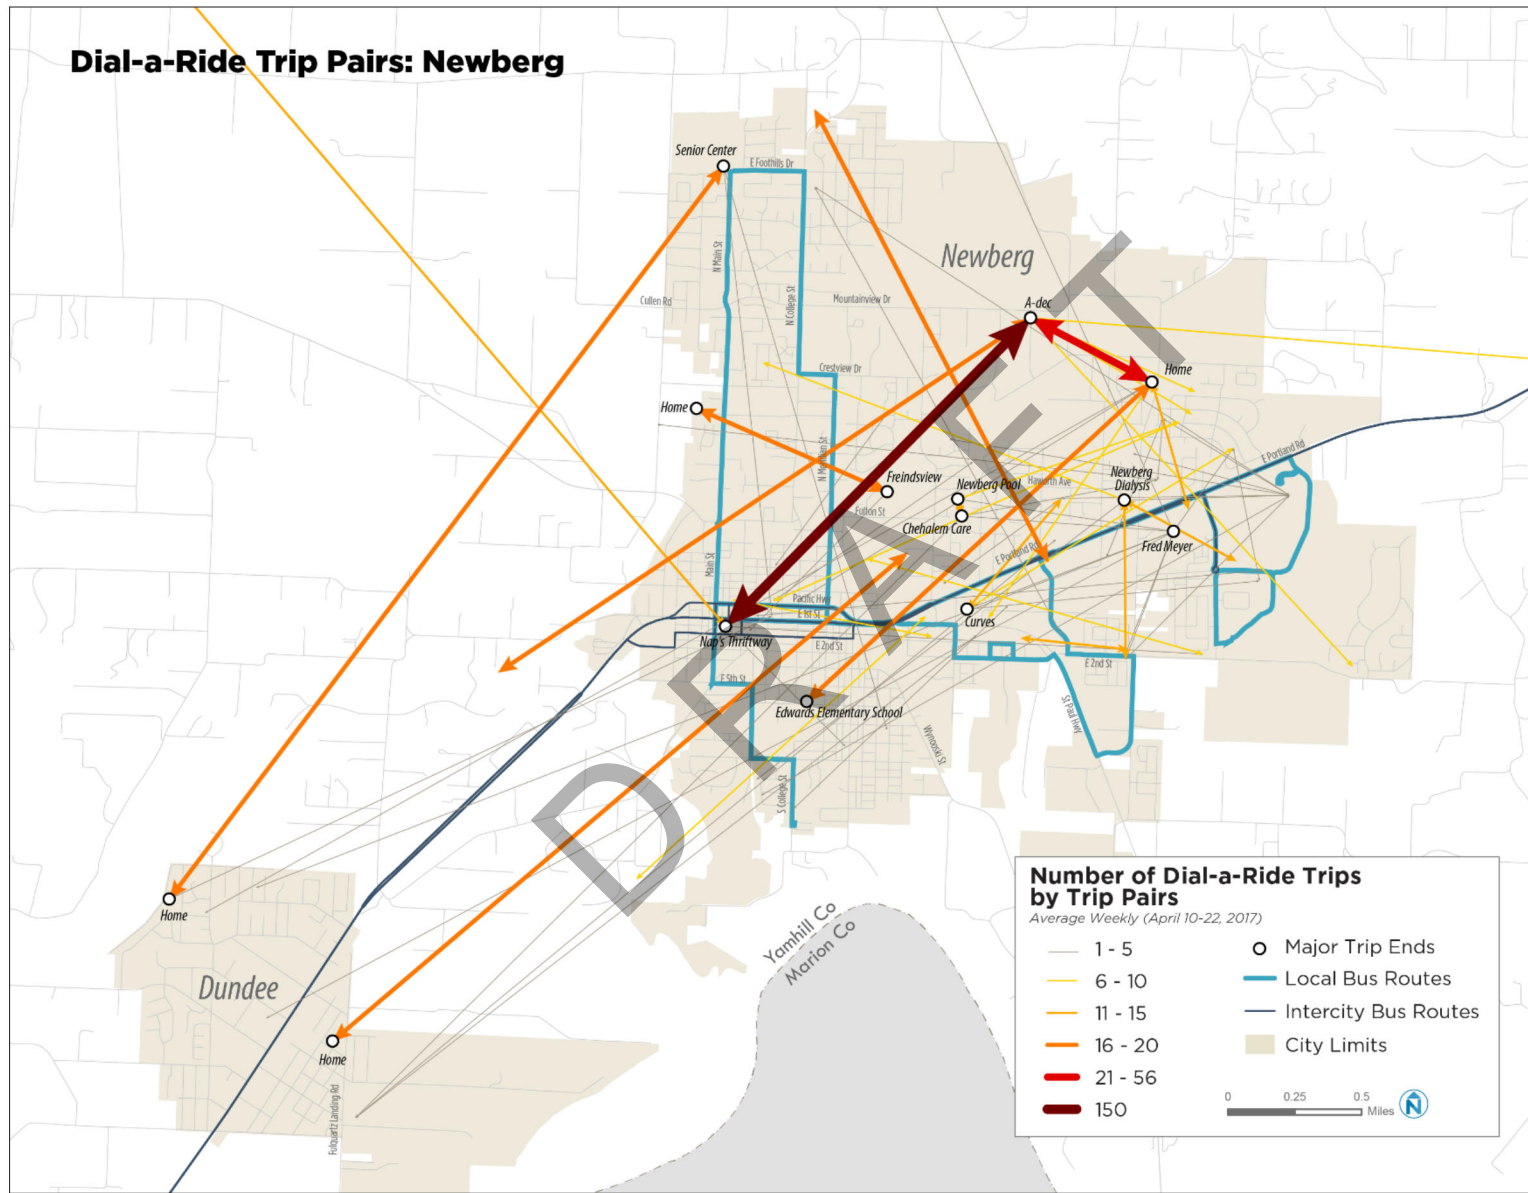 Dial-a-Ride Trip Pairs: Newberg
Senior Center
E Foothills Dr
Newberg
N Main St
N College St
Cullen Rd
Mountainview Dr
A-dec
Crestview Dr
Home
Home
N Meridian St
E Portland Rd
Freindsview
Newberg Pool
Haworth Ave
Newberg
Dialysis
Fulton St
Chehalem Care
Fred Meyer
E Portland Rd
Main St
Pacific Hwy
E 1st St
Curves
Nap's Thriftway
E 2nd St
E 2nd St
E 5th St
Edwards Elementary School
St Paul Hwy
Wynooski St
S College St
DRAFT
Home
Dundee
Home
Fulquartz Landing Rd
Yamhill Co
Marion Co
Number of Dial-a-Ride Trips
by Trip Pairs
Average Weekly (April 10-22, 2017)
1 - 5
6 - 10
11 - 15
16 - 20
21 - 56
150
Major Trip Ends
Local Bus Routes
Intercity Bus Routes
City Limits
0 0.25 0.5
Miles
N